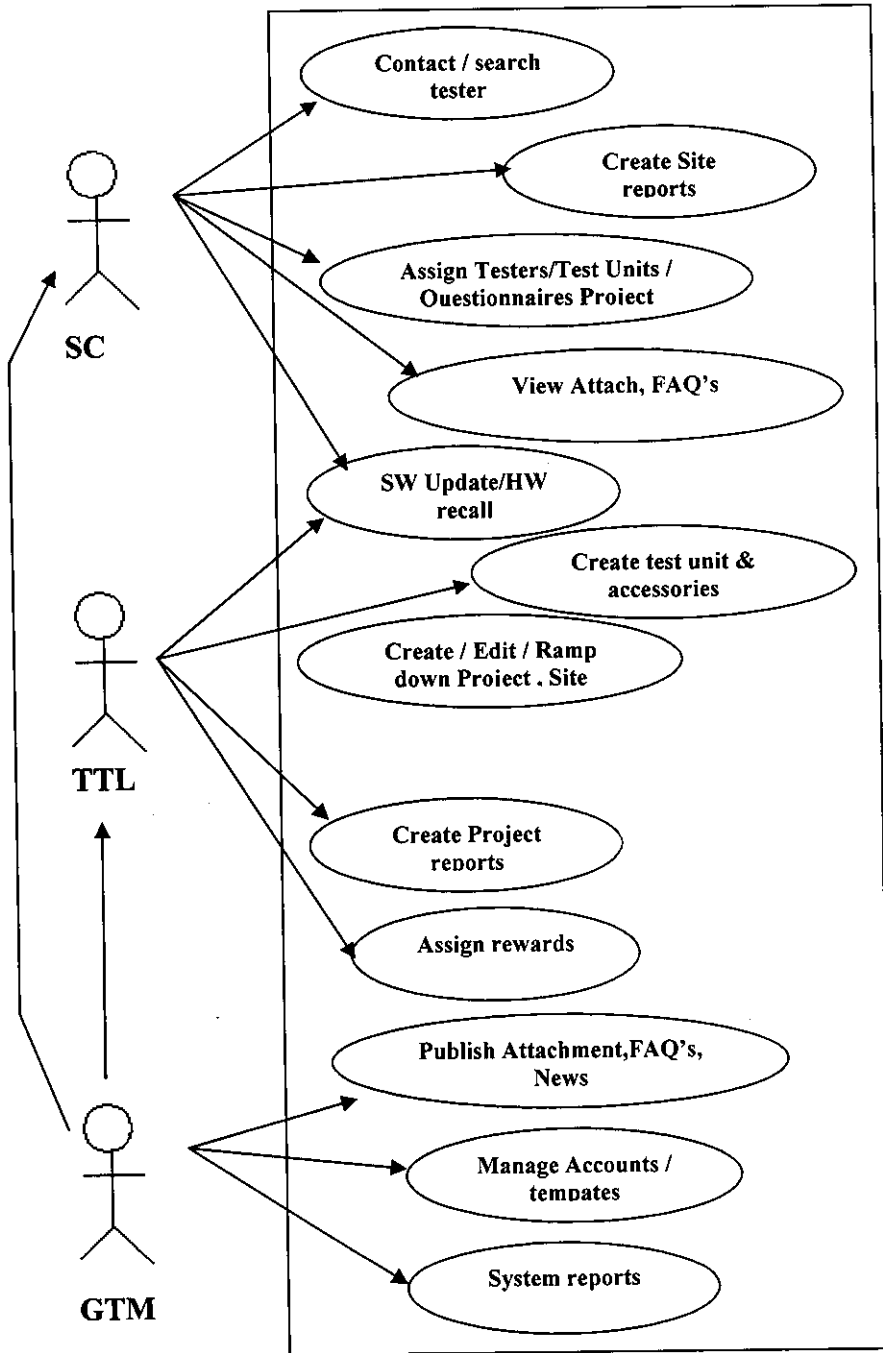 Contact / search
tester
Create Site
reports
Assign Testers/Test Units /
Questionnaires Project
SC
View Attach, FAQ's
SW Update/HW
recall
Create test unit &
accessories
Create / Edit / Ramp
down Project . Site
TTL
Create Project
reports
Assign rewards
Publish Attachment,FAQ's,
News
Manage Accounts /
tempates
System reports
GTM